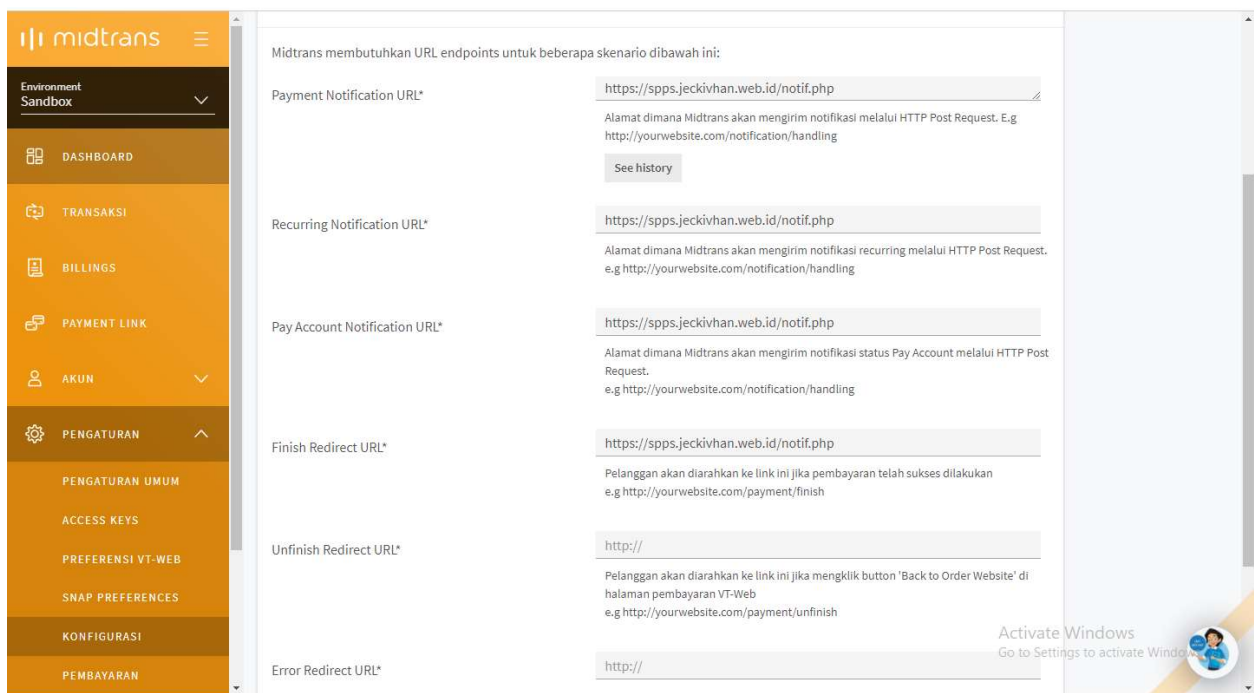 midtrans
Environment
Sandbox
DASHBOARD
TRANSAKSI
BILLINGS
PAYMENT LINK
AKUN
PENGATURAN
PENGATURAN UMUM
ACCESS KEYS
PREFERENSI VT-WEB
SNAP PREFERENCES
KONFIGURASI
PEMBAYARAN
Midtrans membutuhkan URL endpoints untuk beberapa skenario dibawah ini:
Payment Notification URL*
https://spps.jeckivhan.web.id/notif.php
Alamat dimana Midtrans akan mengirim notifikasi melalui HTTP Post Request. E.g
http://yourwebsite.com/notification/handling
See history
Recurring Notification URL*
https://spps.jeckivhan.web.id/notif.php
Alamat dimana Midtrans akan mengirim notifikasi recurring melalui HTTP Post Request.
e.g http://yourwebsite.com/notification/handling
Pay Account Notification URL*
https://spps.jeckivhan.web.id/notif.php
Alamat dimana Midtrans akan mengirim notifikasi status Pay Account melalui HTTP Post
Request.
e.g http://yourwebsite.com/notification/handling
Finish Redirect URL*
https://spps.jeckivhan.web.id/notif.php
Pelanggan akan diarahkan ke link ini jika pembayaran telah sukses dilakukan
e.g http://yourwebsite.com/payment/finish
Unfinish Redirect URL*
http://
Pelanggan akan diarahkan ke link ini jika mengklik button 'Back to Order Website' di
halaman pembayaran VT-Web
e.g http://yourwebsite.com/payment/unfinish
Error Redirect URL*
http://
Activate Windows
Go to Settings to activate